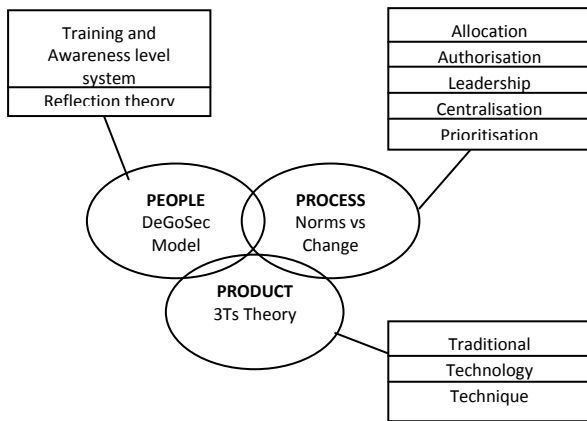 Training and
Awareness level
system
Reflection theory
Allocation
Authorisation
Leadership
Centralisation
Prioritisation
PEOPLE
DeGoSec
Model
PROCESS
Norms vs
Change
PRODUCT
3Ts Theory
Traditional
Technology
Technique